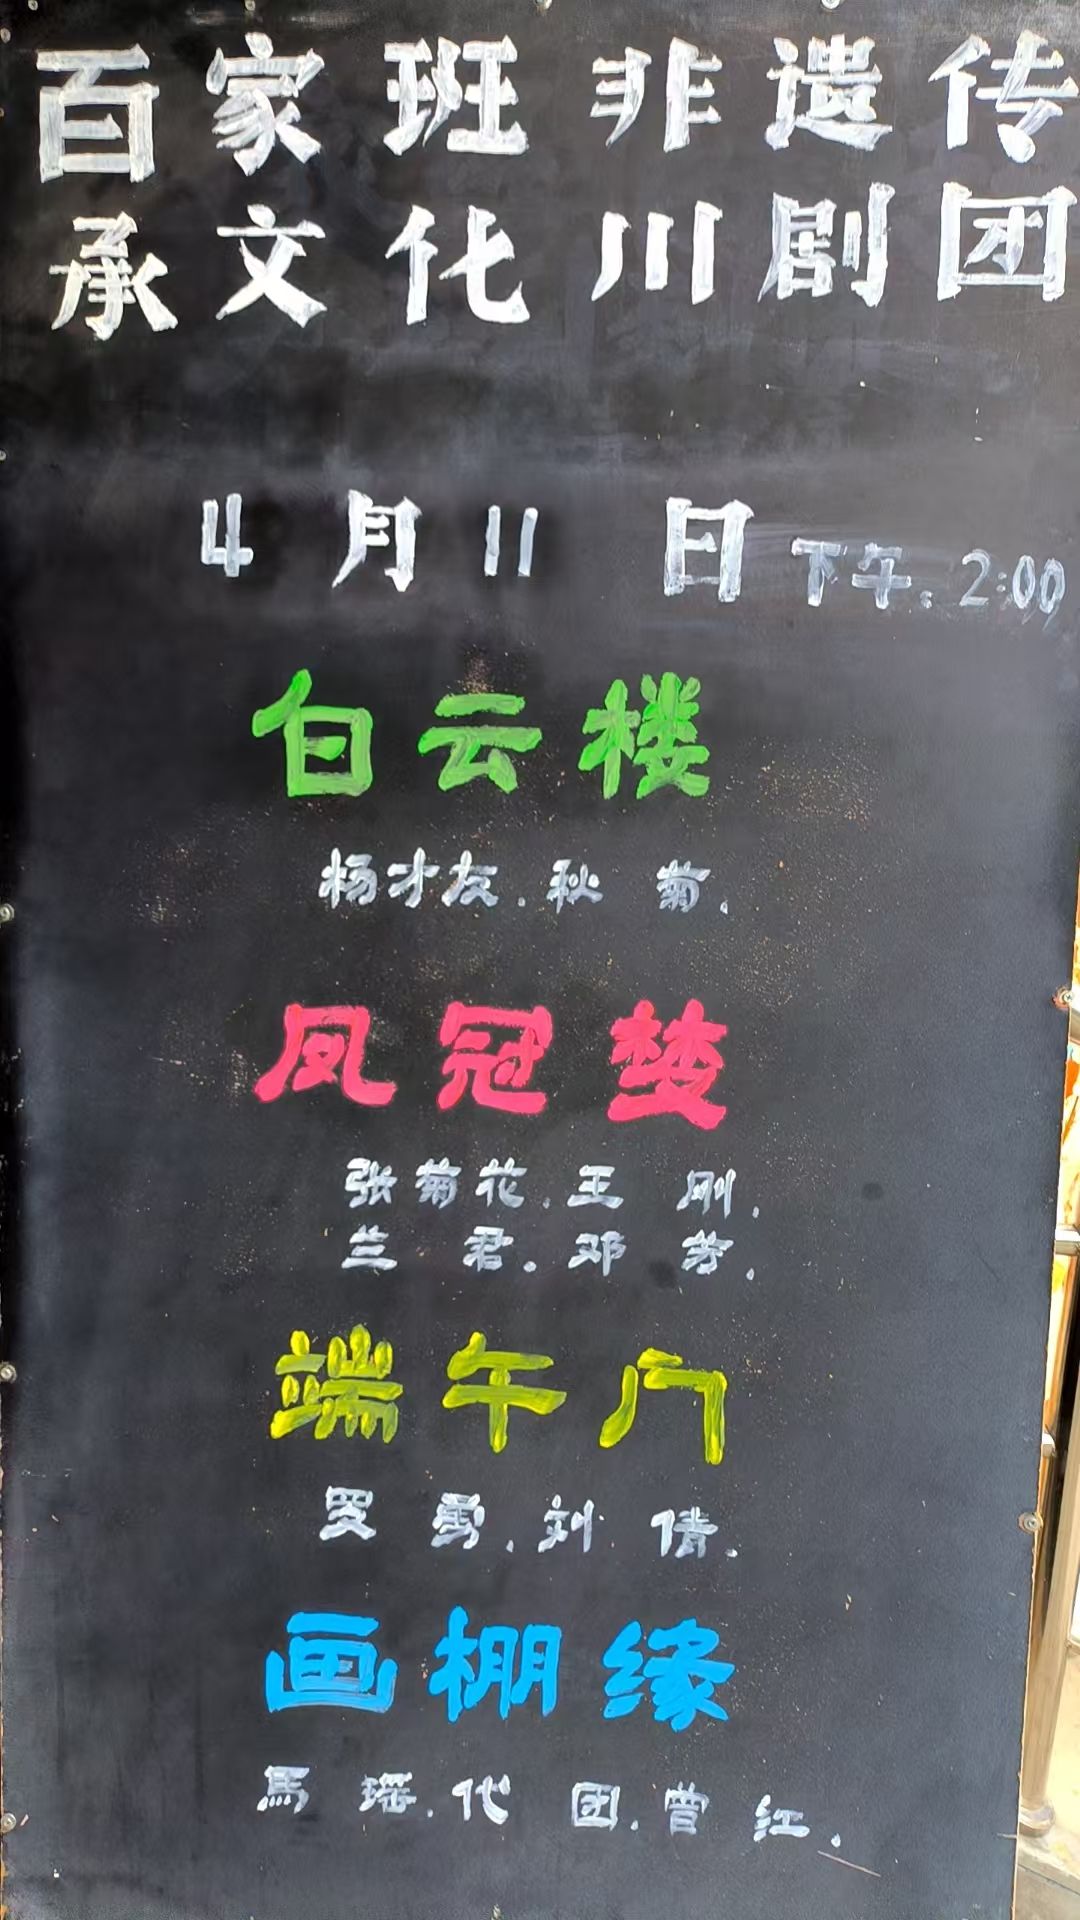 百家班非遗传
承文化川剧团
4月11日下午:2:00
白云楼
杨才友.秋菊.
凤冠梦
张菊花.王刚.
兰君.邓芳.
端午门
罗勇.刘倩.
画棚缘
馬瑶.代团.曾红.